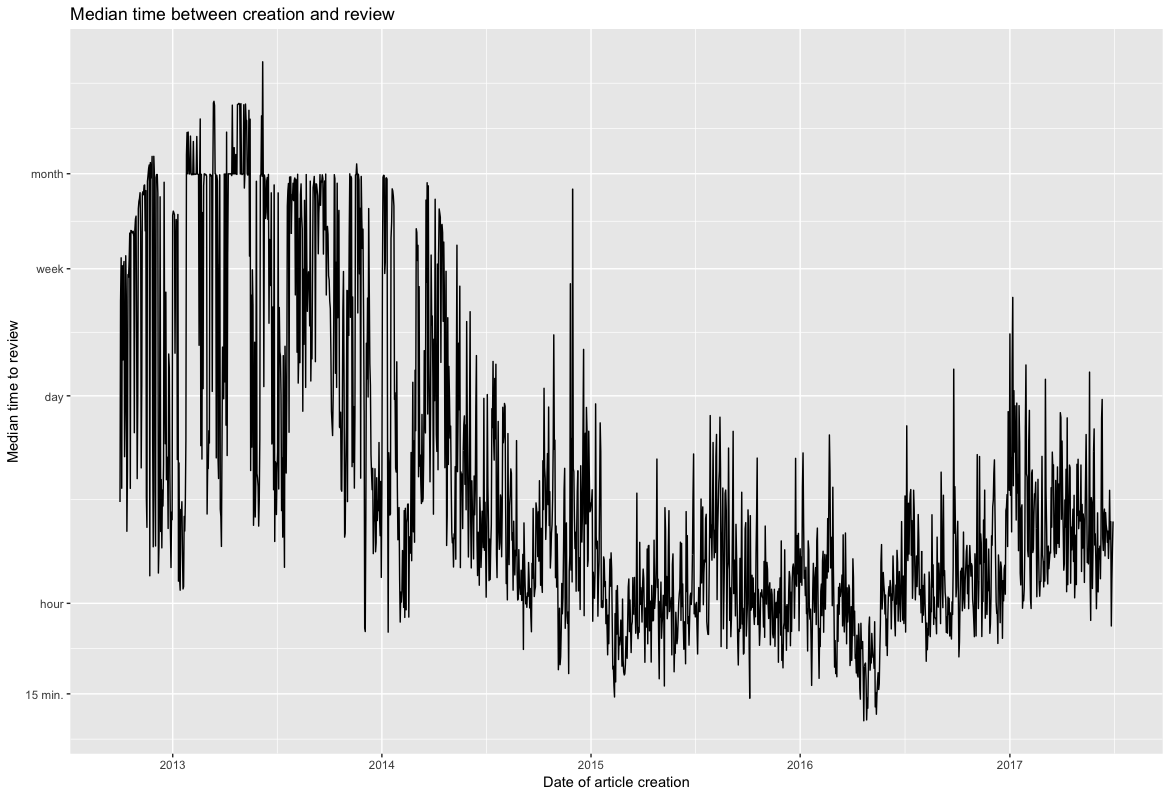 Median time between creation and review
Median time to review
month
week
day
hour
15 min.
2013 2014 2015 2016 2017
Date of article creation